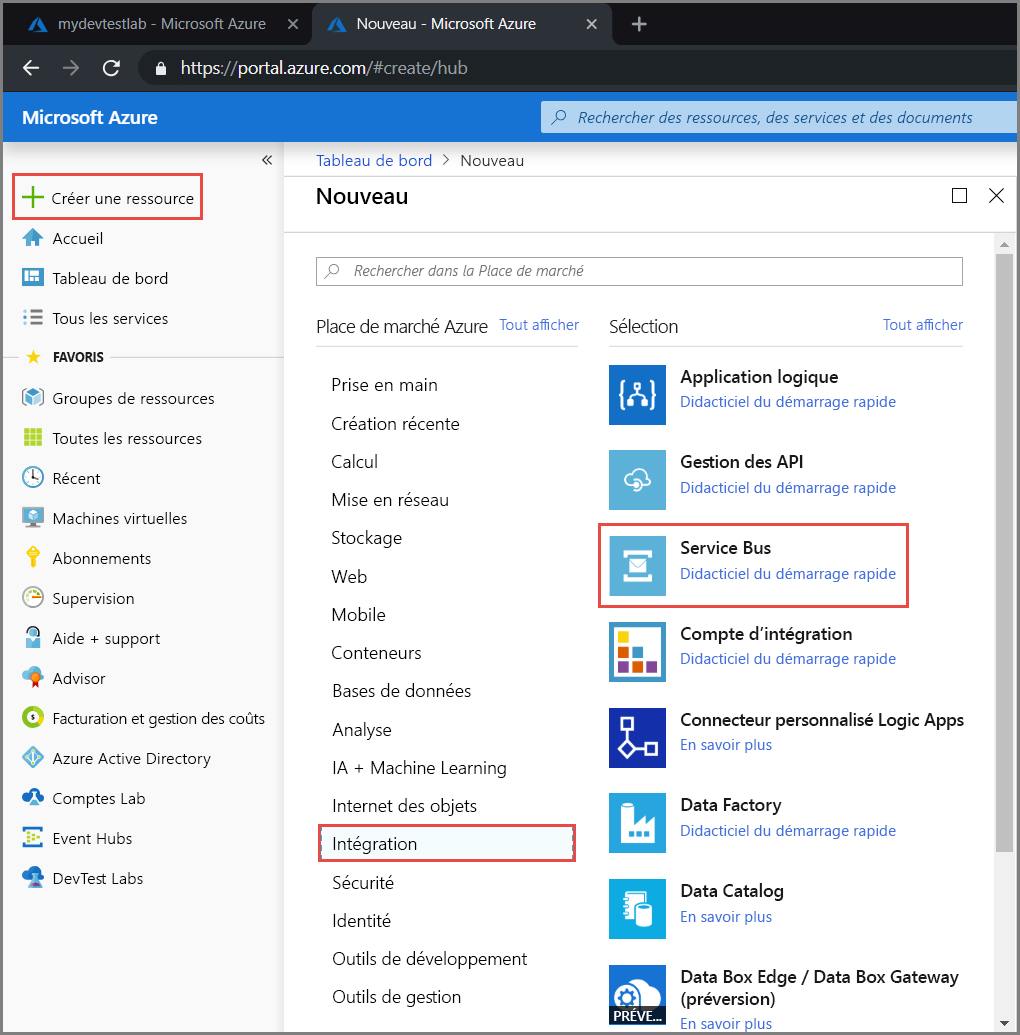 mydevtestlab - Microsoft Azure
Nouveau - Microsoft Azure
https://portal.azure.com/#create/hub
Microsoft Azure
Rechercher des ressources, des services et des documents
Créer une ressource
Accueil
Tableau de bord
Tous les services
FAVORIS
Groupes de ressources
Toutes les ressources
Récent
Machines virtuelles
Abonnements
Supervision
Aide + support
Advisor
Facturation et gestion des coûts
Azure Active Directory
Comptes Lab
Event Hubs
DevTest Labs
Tableau de bord > Nouveau
Nouveau
Rechercher dans la Place de marché
Place de marché Azure Tout afficher
Prise en main
Création récente
Calcul
Mise en réseau
Stockage
Web
Mobile
Conteneurs
Bases de données
Analyse
IA + Machine Learning
Internet des objets
Intégration
Sécurité
Identité
Outils de développement
Outils de gestion
Sélection Tout afficher
Application logique
Didacticiel du démarrage rapide
Gestion des API
Didacticiel du démarrage rapide
Service Bus
Didacticiel du démarrage rapide
Compte d'intégration
Didacticiel du démarrage rapide
Connecteur personnalisé Logic Apps
En savoir plus
Data Factory
Didacticiel du démarrage rapide
Data Catalog
En savoir plus
PRÉVE...
Data Box Edge / Data Box Gateway
(préversion)
En savoir plus